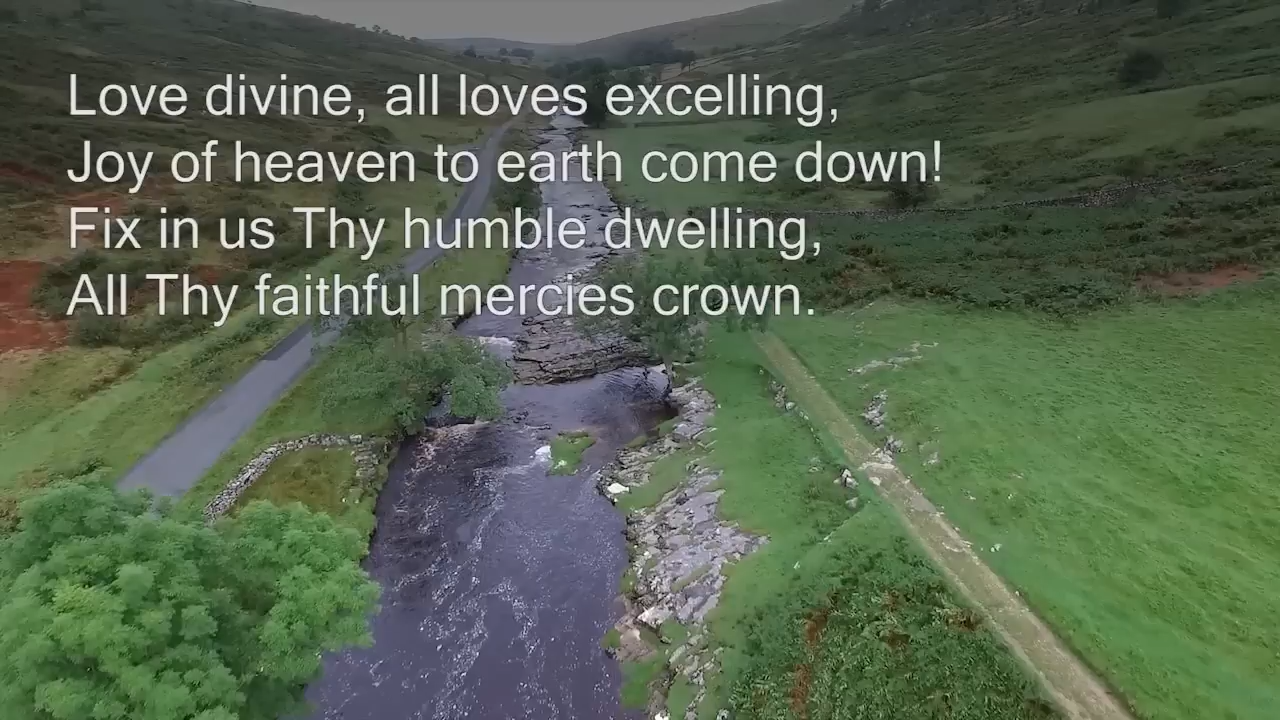 Love divine, all loves excelling,
Joy of heaven to earth come down!
Fix in us Thy humble dwelling,
All Thy faithful mercies crown.